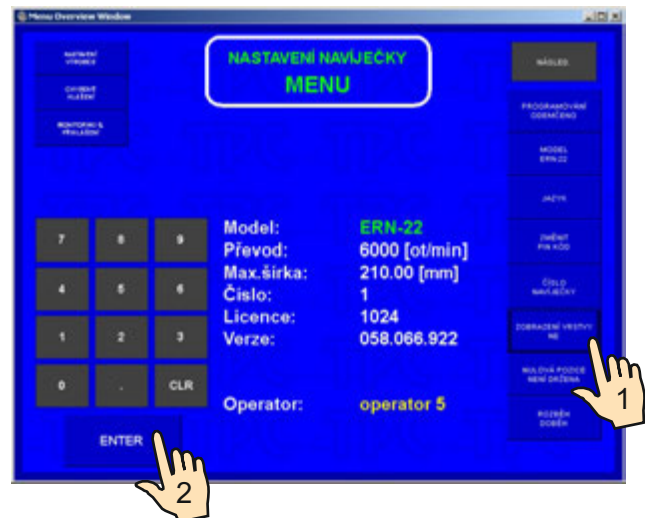 Menu Overview Window
NASTAVENÍ
VÝROBCE
CHYBOVÉ
HLÁŠENÍ
MONITORING &
PŘIHLÁŠENÍ
NASTAVENÍ NAVÍJEČKY
MENU
NÁSLED.
PROGRAMOVÁNÍ
ODEMČENO
MODEL
ERN-22
JAZYK
ZMĚNIT
PIN KÓD
ČÍSLO
NAVÍJEČKY
ZOBRAZENÍ VRSTVY
NE
NULOVÁ POZICE
NENÍ DRŽENA
ROZBĚH
DOBĚH
7 8 9
4 5 6
1 2 3
0 . CLR
ENTER
Model: ERN-22
Převod: 6000 [ot/min]
Max.šírka: 210.00 [mm]
Číslo: 1
Licence: 1024
Verze: 058.066.922
Operator: operator 5
1
2